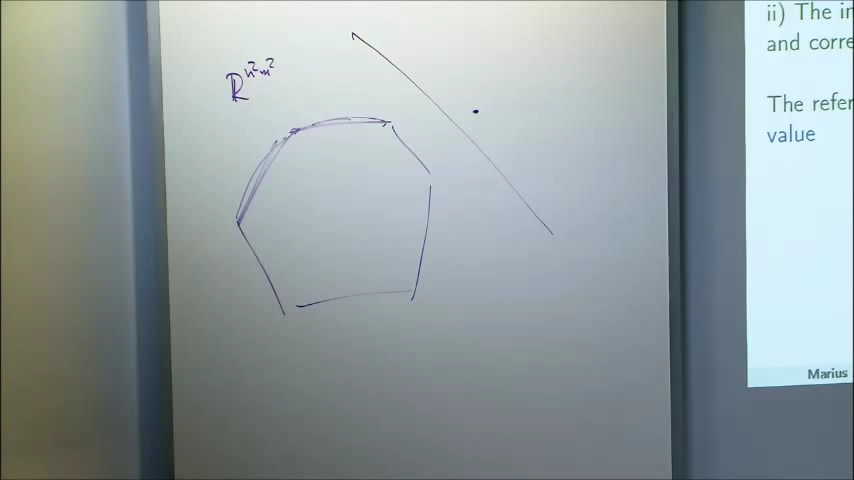 ℝ^{n²m²}
ii) The in
and corre
The refer
value
Marius